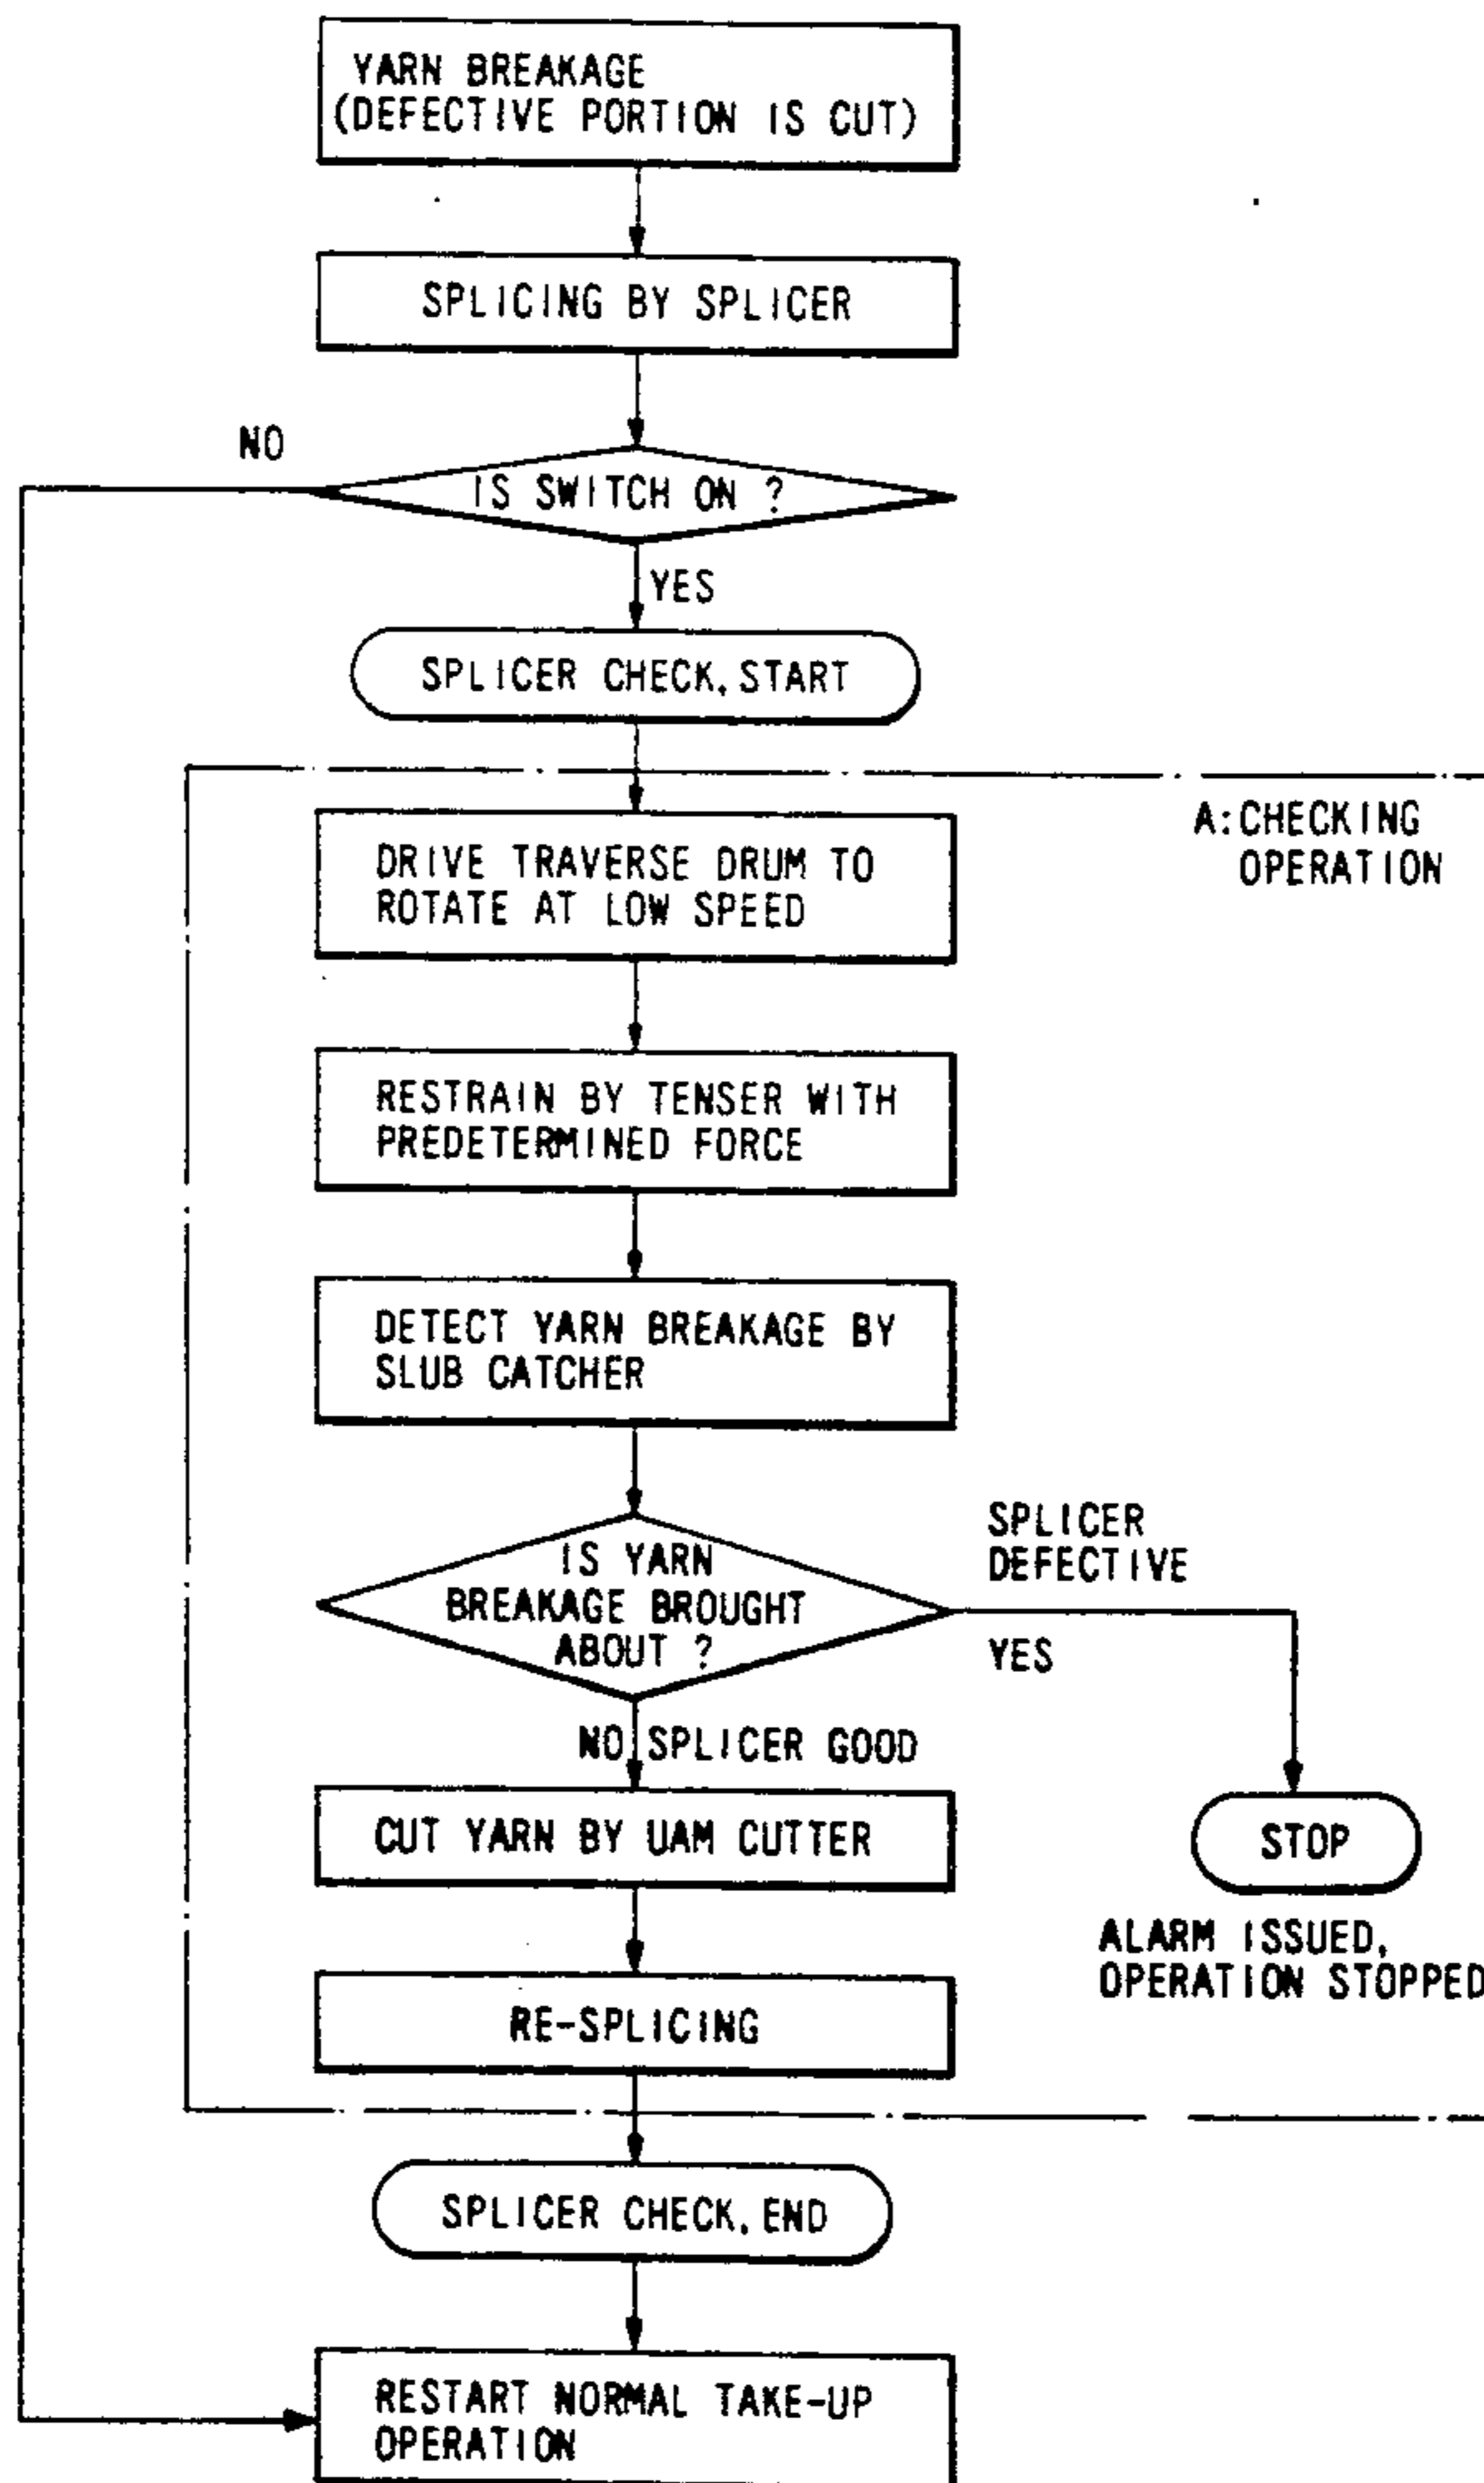 YARN BREAKAGE
(DEFECTIVE PORTION IS CUT)
SPLICING BY SPLICER
NO
IS SWITCH ON ?
YES
SPLICER CHECK, START
A: CHECKING
OPERATION
DRIVE TRAVERSE DRUM TO
ROTATE AT LOW SPEED
RESTRAIN BY TENSER WITH
PREDETERMINED FORCE
DETECT YARN BREAKAGE BY
SLUB CATCHER
IS YARN
BREAKAGE BROUGHT
ABOUT ?
SPLICER
DEFECTIVE
YES
NO SPLICER GOOD
CUT YARN BY UAM CUTTER
STOP
ALARM ISSUED,
OPERATION STOPPED
RE-SPLICING
SPLICER CHECK, END
RESTART NORMAL TAKE-UP
OPERATION